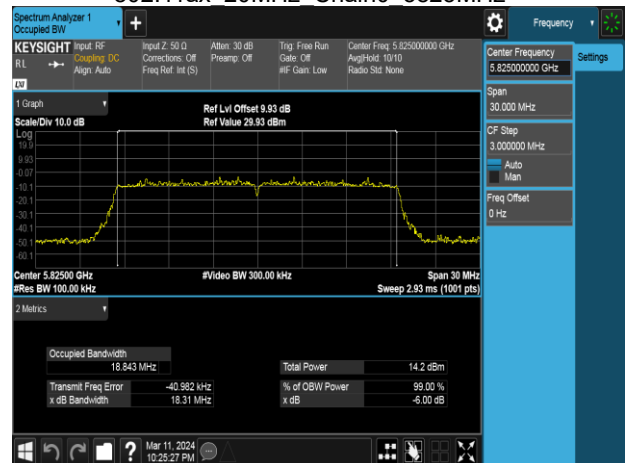 802.11ax 20MHz Chain0 5825MHz
Spectrum Analyzer 1
Occupied BW
+
Frequency
KEYSIGHT
RL
LXI
Input: RF
Coupling: DC
Align: Auto
Input Z: 50 Ω
Corrections: Off
Freq Ref: Int (S)
Atten: 30 dB
Preamp: Off
Trig: Free Run
Gate: Off
#IF Gain: Low
Center Freq: 5.825000000 GHz
Avg|Hold: 10/10
Radio Std: None
Center Frequency
5.825000000 GHz
Settings
Span
30.000 MHz
CF Step
3.000000 MHz
Auto
Man
Freq Offset
0 Hz
1 Graph
Scale/Div 10.0 dB
Ref Lvl Offset 9.93 dB
Ref Value 29.93 dBm
Log
19.9
9.93
-0.07
-10.1
-20.1
-30.1
-40.1
-50.1
-60.1
Center 5.82500 GHz
#Video BW 300.00 kHz
Span 30 MHz
#Res BW 100.00 kHz
Sweep 2.93 ms (1001 pts)
2 Metrics
Occupied Bandwidth
18.843 MHz
Total Power 14.2 dBm
Transmit Freq Error -40.982 kHz
% of OBW Power 99.00 %
x dB Bandwidth 18.31 MHz
x dB -6.00 dB
?
Mar 11, 2024
10:25:27 PM